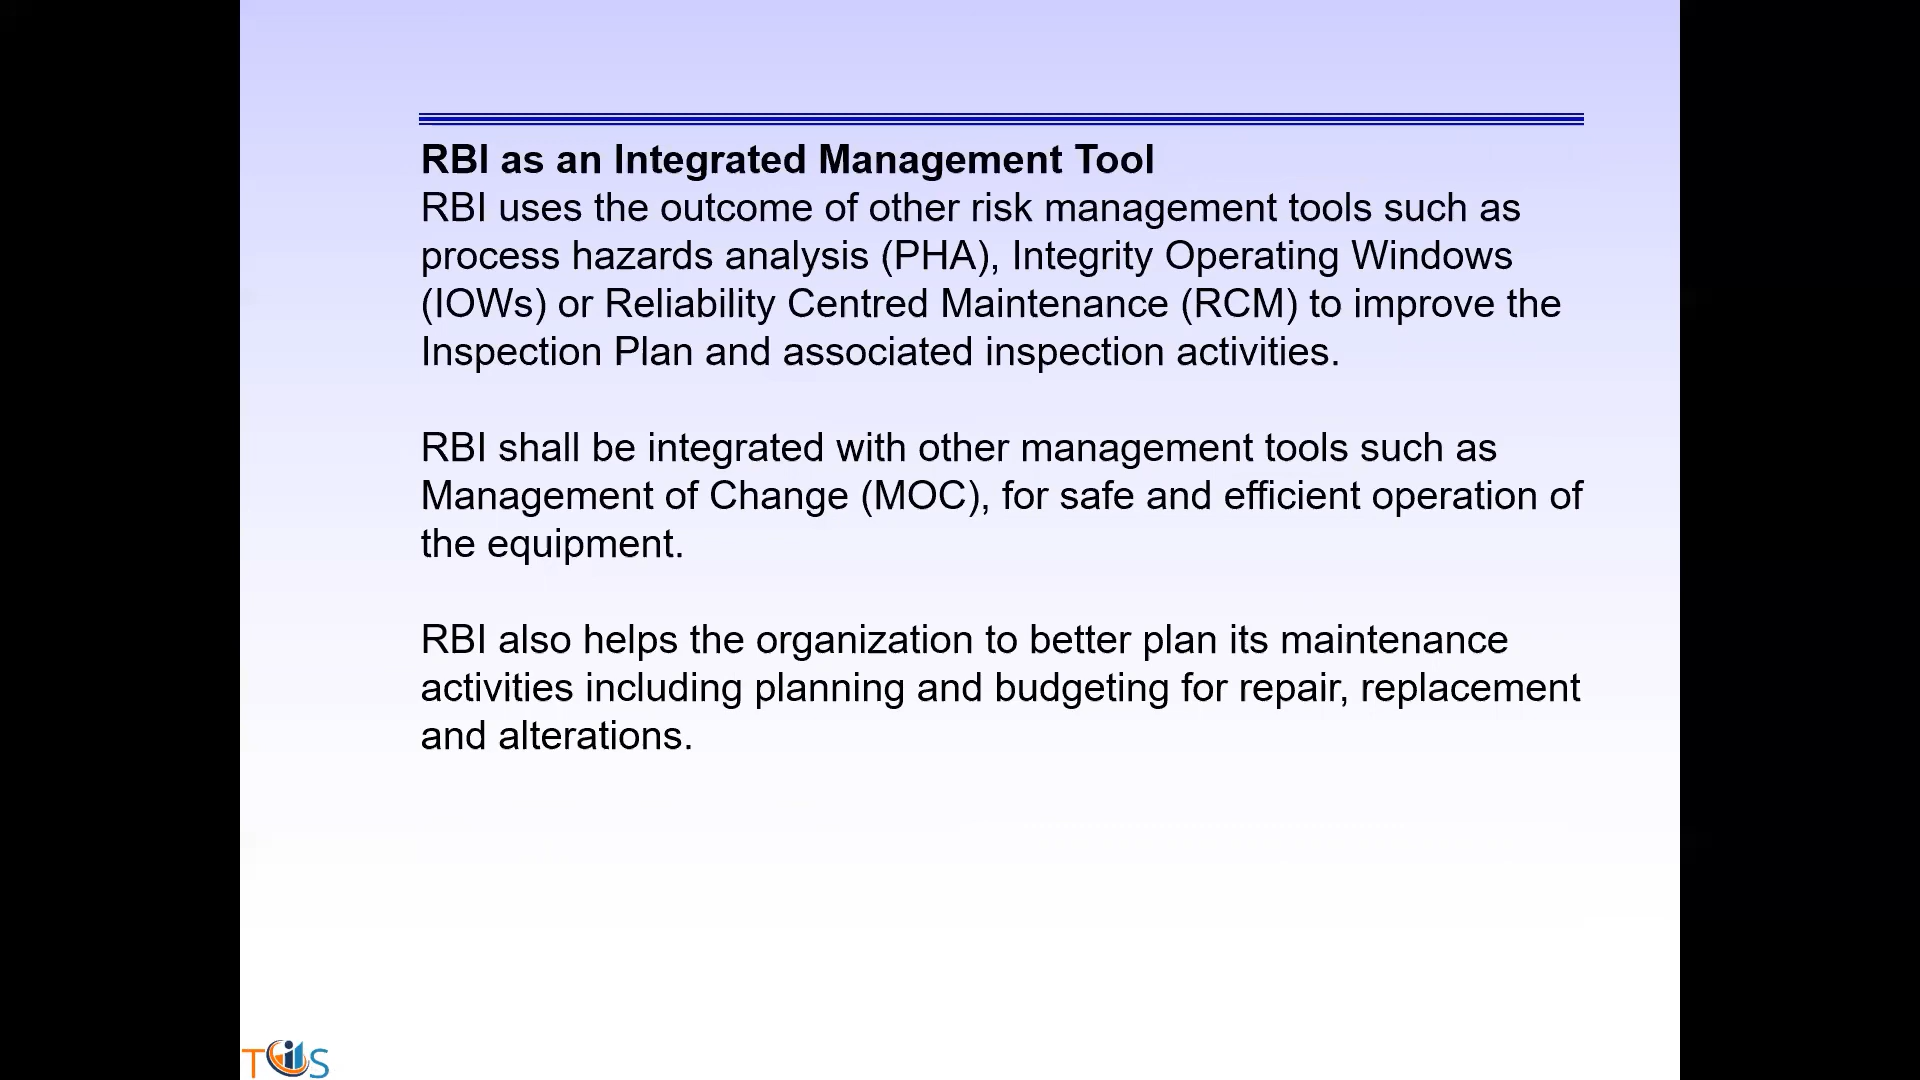 RBI as an Integrated Management Tool
RBI uses the outcome of other risk management tools such as
process hazards analysis (PHA), Integrity Operating Windows
(IOWs) or Reliability Centred Maintenance (RCM) to improve the
Inspection Plan and associated inspection activities.
RBI shall be integrated with other management tools such as
Management of Change (MOC), for safe and efficient operation of
the equipment.
RBI also helps the organization to better plan its maintenance
activities including planning and budgeting for repair, replacement
and alterations.